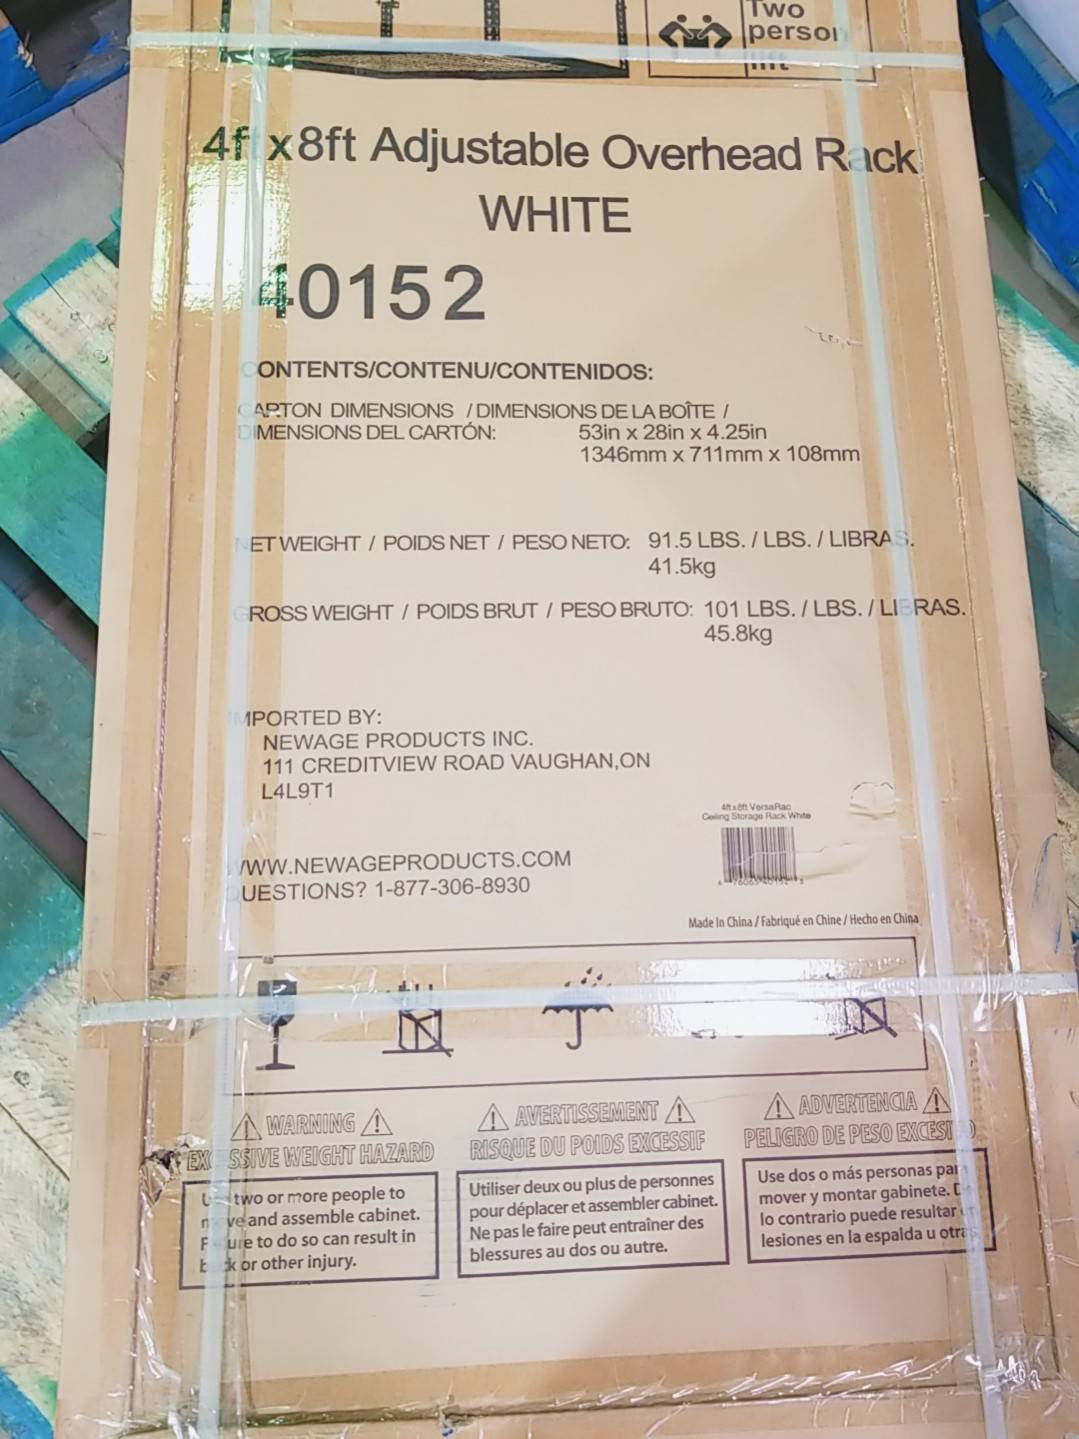 Two
person
lift
4ft x 8ft Adjustable Overhead Rack
WHITE
40152
CONTENTS/CONTENU/CONTENIDOS:
CARTON DIMENSIONS / DIMENSIONS DE LA BOÎTE /
DIMENSIONS DEL CARTÓN: 53in x 28in x 4.25in
1346mm x 711mm x 108mm
NET WEIGHT / POIDS NET / PESO NETO: 91.5 LBS. / LBS. / LIBRAS.
41.5kg
GROSS WEIGHT / POIDS BRUT / PESO BRUTO: 101 LBS. / LBS. / LIBRAS.
45.8kg
IMPORTED BY:
NEWAGE PRODUCTS INC.
111 CREDITVIEW ROAD VAUGHAN,ON
L4L9T1
4ft x 8ft VersaRac
Ceiling Storage Rack White
WWW.NEWAGEPRODUCTS.COM
QUESTIONS? 1-877-306-8930
Made In China / Fabriqué en Chine / Hecho en China
WARNING
EXCESSIVE WEIGHT HAZARD
Use two or more people to
move and assemble cabinet.
Failure to do so can result in
back or other injury.
AVERTISSEMENT
RISQUE DU POIDS EXCESSIF
Utiliser deux ou plus de personnes
pour déplacer et assembler cabinet.
Ne pas le faire peut entraîner des
blessures au dos ou autre.
ADVERTENCIA
PELIGRO DE PESO EXCESIVO
Use dos o más personas para
mover y montar gabinete. De
lo contrario puede resultar en
lesiones en la espalda u otras